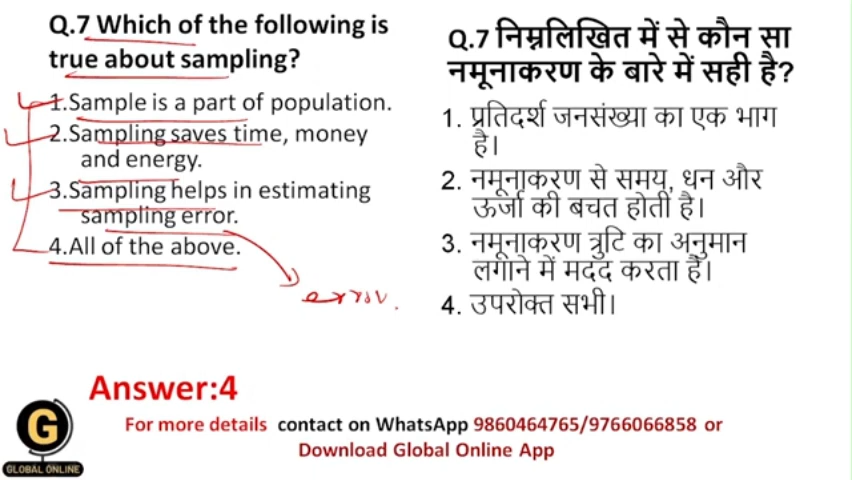 Q.7 Which of the following is
true about sampling?
1.Sample is a part of population.
2.Sampling saves time, money
and energy.
3.Sampling helps in estimating
sampling error.
4.All of the above.
error.
Q.7 निम्नलिखित में से कौन सा
नमूनाकरण के बारे में सही है?
1. प्रतिदर्श जनसंख्या का एक भाग
है।
2. नमूनाकरण से समय, धन और
ऊर्जा की बचत होती है।
3. नमूनाकरण त्रुटि का अनुमान
लगाने में मदद करता है।
4. उपरोक्त सभी।
Answer:4
For more details contact on WhatsApp 9860464765/9766066858 or
Download Global Online App
G
GLOBAL ONLINE